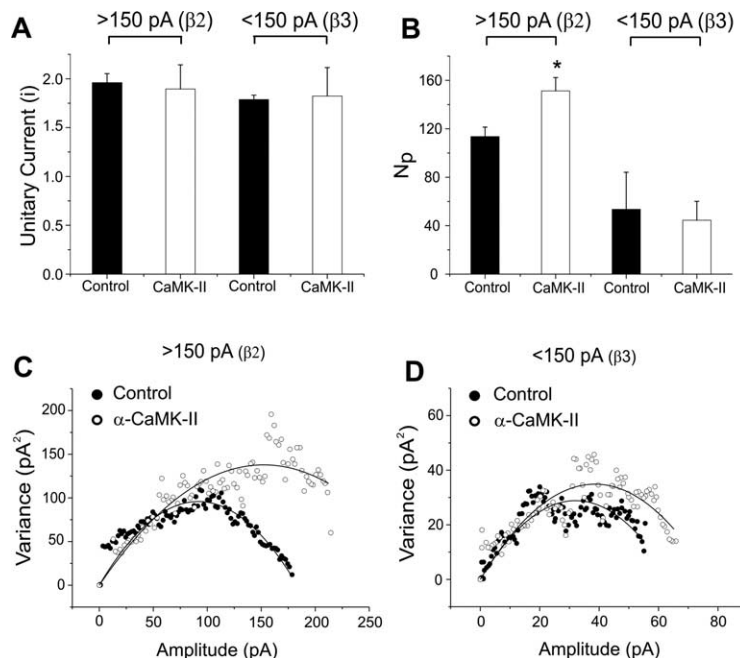 A
>150 pA (β2) <150 pA (β3)
Unitary Current (i)
2.0
1.5
1.0
0.5
0.0
Control CaMK-II Control CaMK-II
B
>150 pA (β2) <150 pA (β3)
*
Np
160
120
80
40
0
Control CaMK-II Control CaMK-II
C
>150 pA (β2)
Control
α-CaMK-II
Variance (pA²)
200
150
100
50
0
0 50 100 150 200 250
Amplitude (pA)
D
<150 pA (β3)
Control
α-CaMK-II
Variance (pA²)
60
40
20
0
0 20 40 60 80
Amplitude (pA)